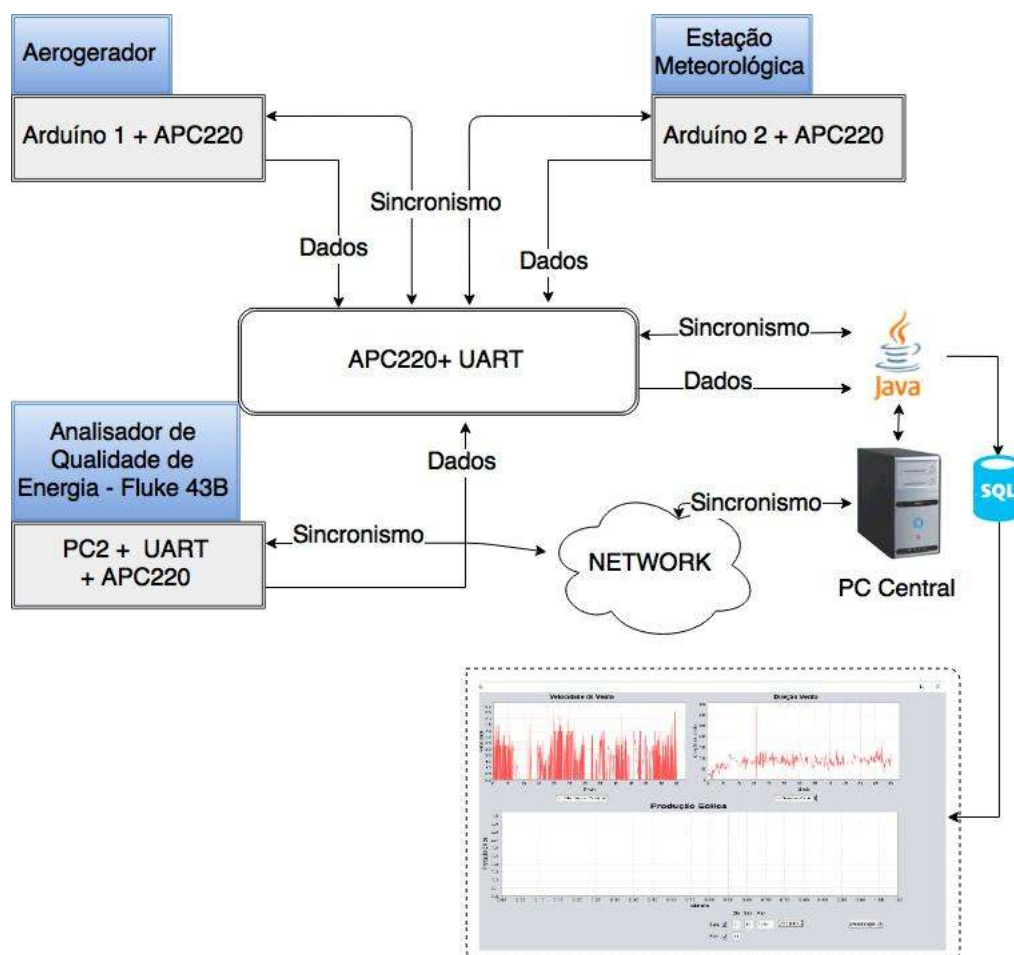 Aerogerador
Arduíno 1 + APC220
Estação
Meteorológica
Arduíno 2 + APC220
Sincronismo
Dados
Dados
APC220+ UART
Sincronismo
Dados
Java
Analisador de
Qualidade de
Energia - Fluke 43B
PC2 + UART
+ APC220
Dados
Sincronismo
NETWORK
Sincronismo
SQL
PC Central
Velocidade do Vento
Direção Vento
Produção Eólica